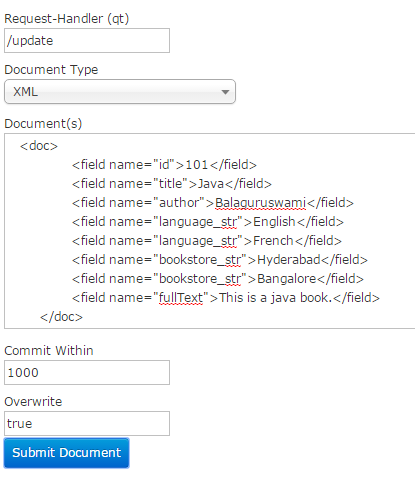 Request-Handler (qt)
/update
Document Type
XML
Document(s)
<doc>
<field name="id">101</field>
<field name="title">Java</field>
<field name="author">Balaguruswami</field>
<field name="language_str">English</field>
<field name="language_str">French</field>
<field name="bookstore_str">Hyderabad</field>
<field name="bookstore_str">Bangalore</field>
<field name="fullText">This is a java book.</field>
</doc>
Commit Within
1000
Overwrite
true
Submit Document